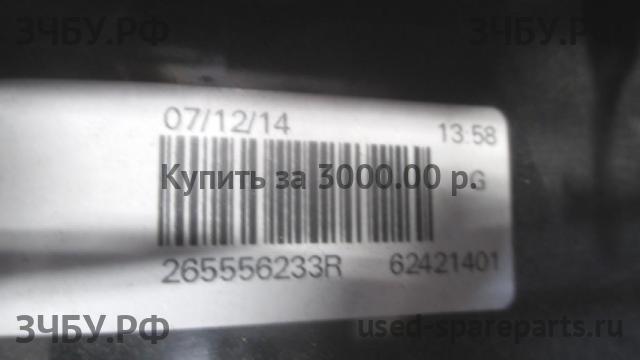 ЗЧБУ.РФ
ЗЧБУ.РФ
07/12/14 13:58
Купить за 3000.00 р.
G
265556233R 62421401
ЗЧБУ.РФ
used-spareparts.ru